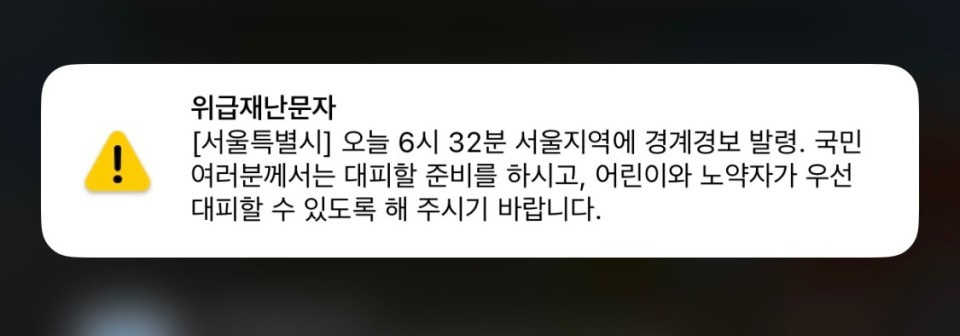 위급재난문자
[서울특별시] 오늘 6시 32분 서울지역에 경계경보 발령. 국민
여러분께서는 대피할 준비를 하시고, 어린이와 노약자가 우선
대피할 수 있도록 해 주시기 바랍니다.